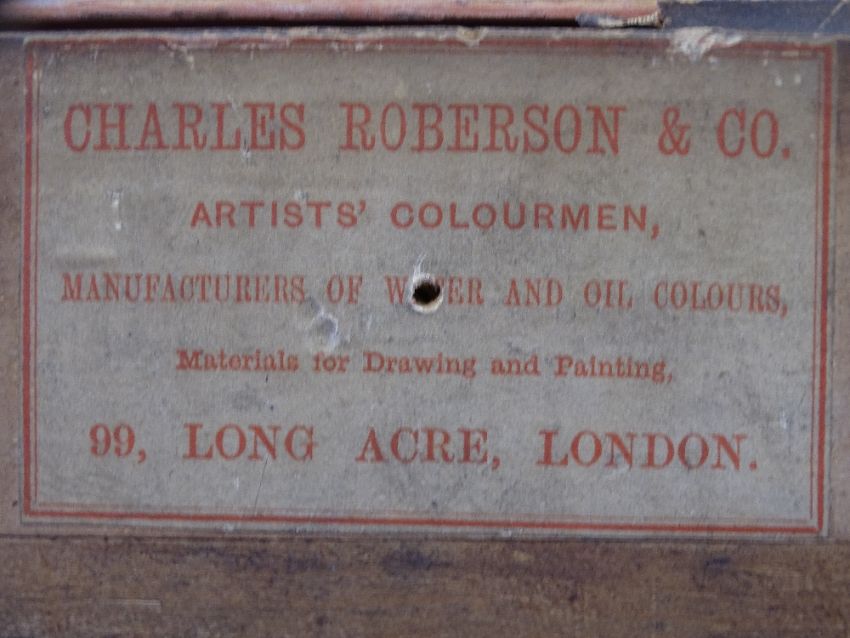 CHARLES ROBERSON & CO.
ARTISTS' COLOURMEN,
MANUFACTURERS OF WATER AND OIL COLOURS,
Materials for Drawing and Painting,
99, LONG ACRE, LONDON.